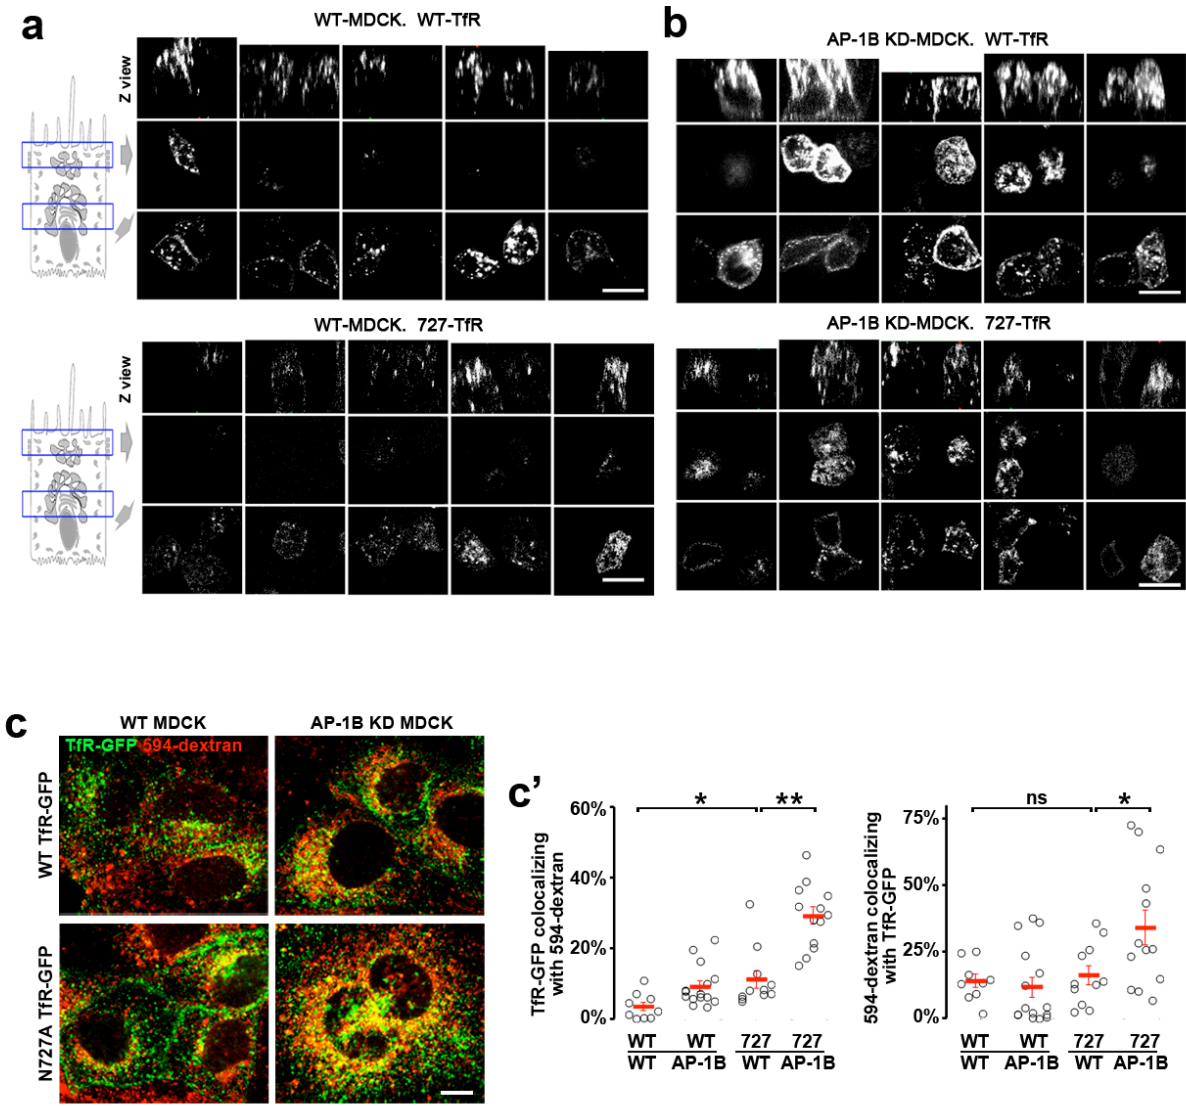 a
WT-MDCK. WT-TfR
Z view
WT-MDCK. 727-TfR
Z view
b
AP-1B KD-MDCK. WT-TfR
AP-1B KD-MDCK. 727-TfR
c
WT MDCK
AP-1B KD MDCK
TfR-GFP 594-dextran
WT TfR-GFP
N727A TfR-GFP
c'
TfR-GFP colocalizing
with 594-dextran
60%
40%
20%
0%
* **
WT WT 727 727
WT AP-1B WT AP-1B
594-dextran colocalizing
with TfR-GFP
75%
50%
25%
0%
ns *
WT WT 727 727
WT AP-1B WT AP-1B